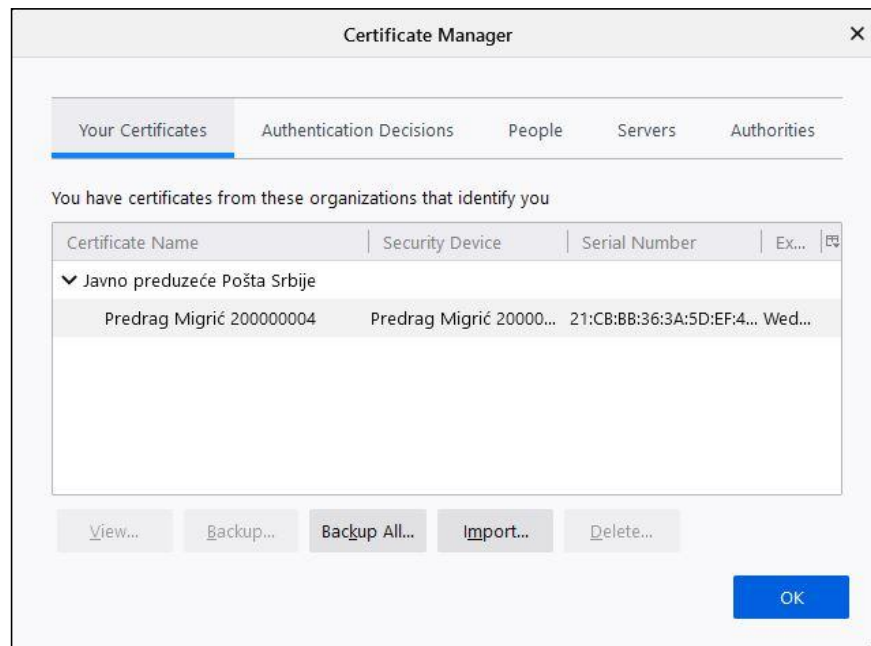 Certificate Manager
Your Certificates Authentication Decisions People Servers Authorities
You have certificates from these organizations that identify you
Certificate Name Security Device Serial Number Ex...
Javno preduzeće Pošta Srbije
Predrag Migrić 200000004 Predrag Migrić 20000... 21:CB:BB:36:3A:5D:EF:4... Wed...
View... Backup... Backup All... Import... Delete...
OK